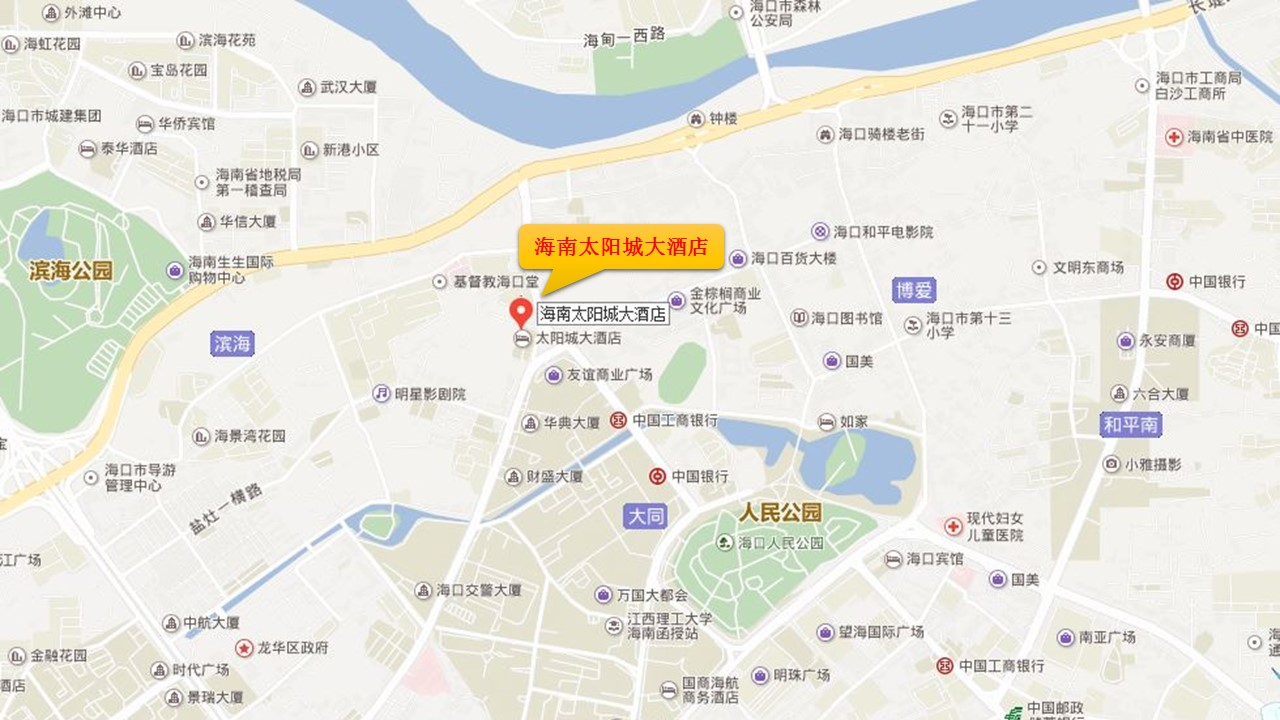 外滩中心
海虹花园
滨海花苑
宝岛花园
武汉大厦
海口市城建集团
华侨宾馆
泰华酒店
新港小区
海南省地税局
第一稽查局
华信大厦
海南生生国际
购物中心
滨海公园
滨海
海甸一西路
海口市森林
公安局
钟楼
海口骑楼老街
海口市第二
十一小学
海口市工商局
白沙工商所
海南省中医院
海南太阳城大酒店
海口和平电影院
海口百货大楼
基督教海口堂
金棕榈商业
文化广场
海南太阳城大酒店
太阳城大酒店
博爱
文明东商场
中国银行
海口图书馆
海口市第十三
小学
永安商厦
国美
友谊商业广场
明星影剧院
六合大厦
和平南
华典大厦
中国工商银行
如家
海景湾花园
小雅摄影
海口市导游
管理中心
财盛大厦
中国银行
盐灶一横路
大同
人民公园
海口人民公园
现代妇女
儿童医院
海口宾馆
国美
江广场
海口交警大厦
万国大都会
江西理工大学
海南函授站
中航大厦
龙华区政府
望海国际广场
南亚广场
金融花园
时代广场
中国工商银行
明珠广场
酒店
景瑞大厦
国商海航
商务酒店
中国邮政